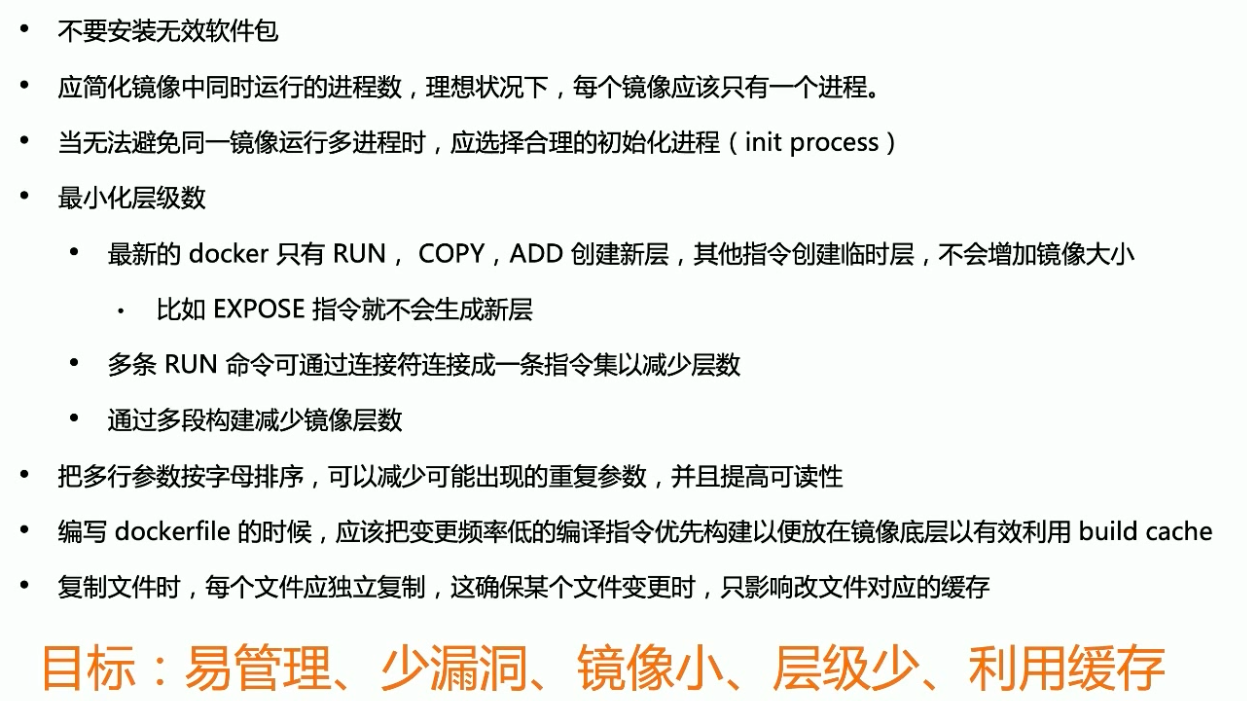 • 不要安装无效软件包
• 应简化镜像中同时运行的进程数，理想状况下，每个镜像应该只有一个进程。
• 当无法避免同一镜像运行多进程时，应选择合理的初始化进程（init process）
• 最小化层级数
• 最新的 docker 只有 RUN， COPY，ADD 创建新层，其他指令创建临时层，不会增加镜像大小
• 比如 EXPOSE 指令就不会生成新层
• 多条 RUN 命令可通过连接符连接成一条指令集以减少层数
• 通过多段构建减少镜像层数
• 把多行参数按字母排序，可以减少可能出现的重复参数，并且提高可读性
• 编写 dockerfile 的时候，应该把变更频率低的编译指令优先构建以便放在镜像底层以有效利用 build cache
• 复制文件时，每个文件应独立复制，这确保某个文件变更时，只影响改文件对应的缓存
目标：易管理、少漏洞、镜像小、层级少、利用缓存